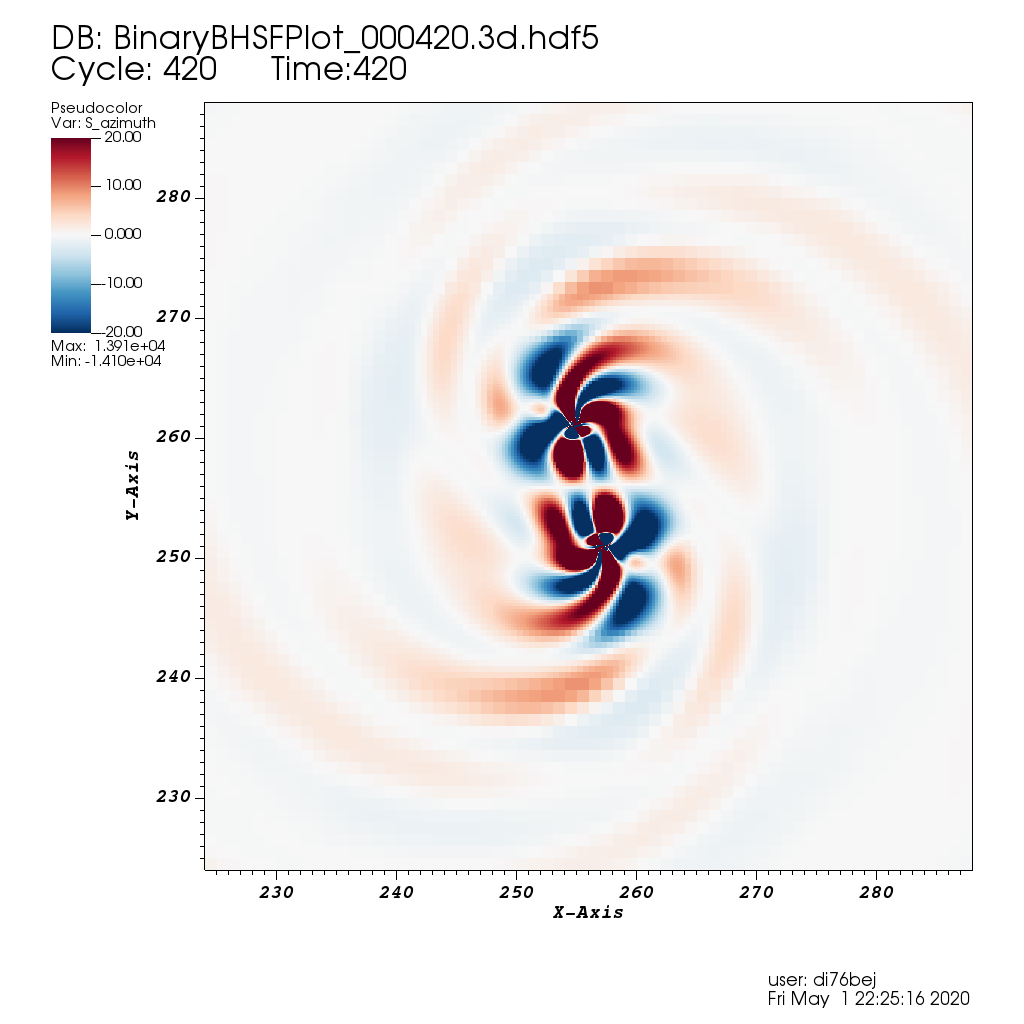 DB: BinaryBHSFPlot_000420.3d.hdf5
Cycle: 420 Time:420
Pseudocolor
Var: S_azimuth
20.00
10.00
0.000
-10.00
-20.00
Max: 1.391e+04
Min: -1.410e+04
280
270
260
250
240
230
Y-Axis
230 240 250 260 270 280
X-Axis
user: di76bej
Fri May 1 22:25:16 2020